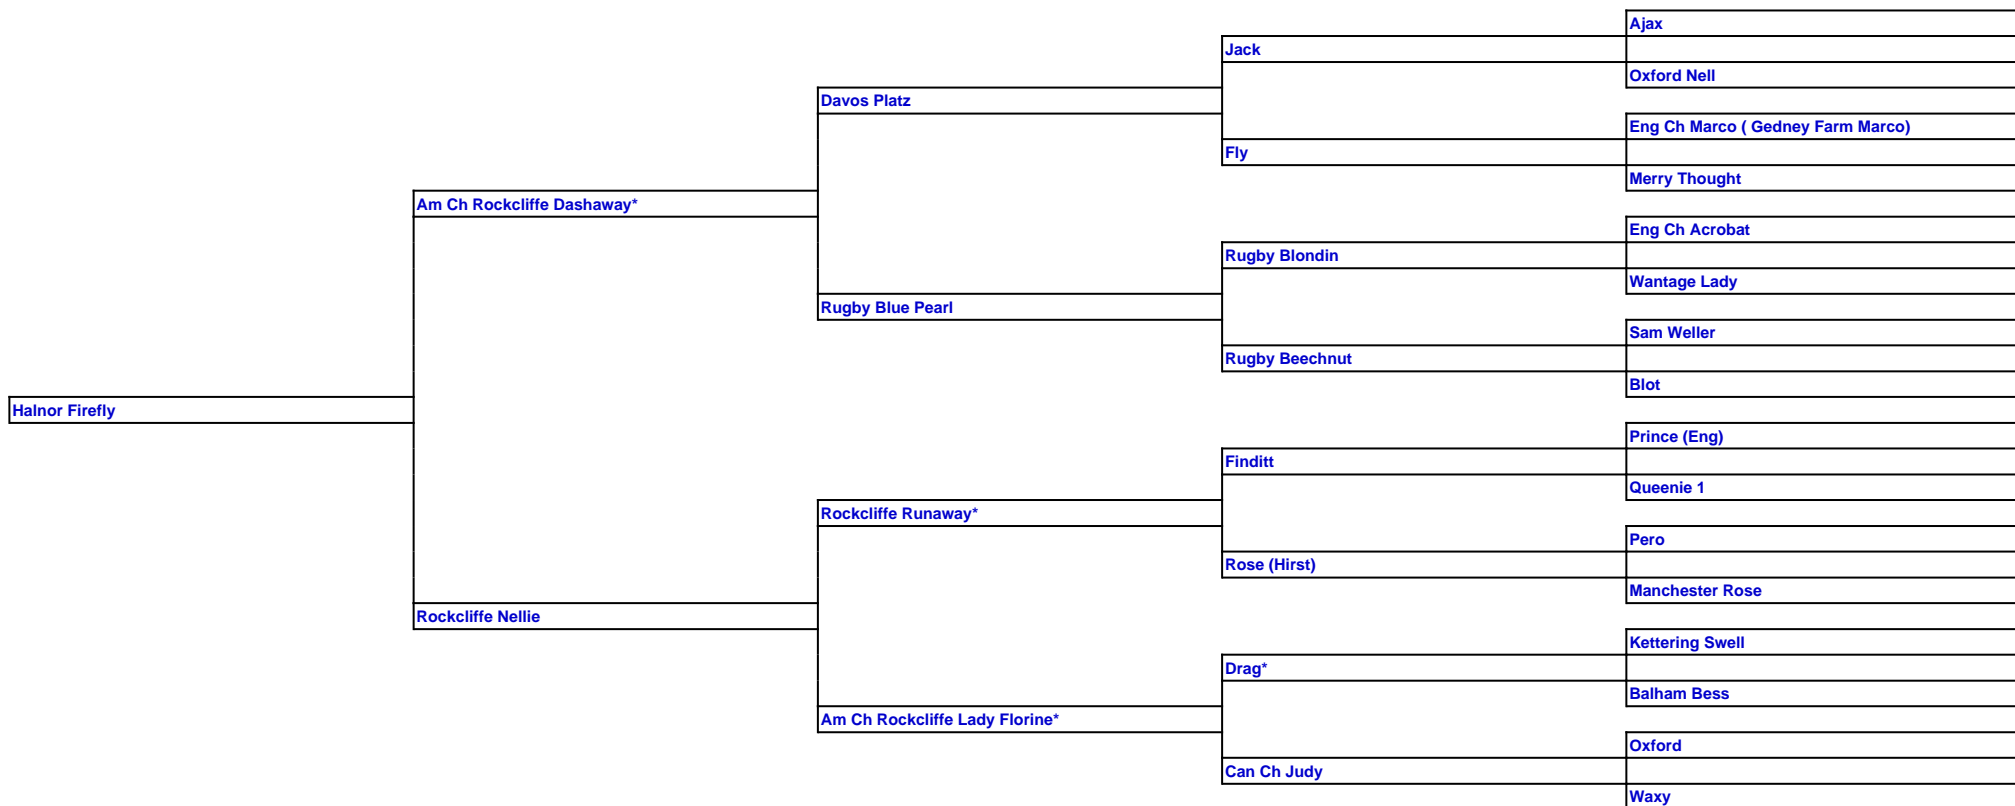 Ajax
Jack
Oxford Nell
Davos Platz
Eng Ch Marco ( Gedney Farm Marco)
Fly
Merry Thought
Am Ch Rockcliffe Dashaway*
Eng Ch Acrobat
Rugby Blondin
Wantage Lady
Rugby Blue Pearl
Sam Weller
Rugby Beechnut
Blot
Halnor Firefly
Prince (Eng)
Finditt
Queenie 1
Rockcliffe Runaway*
Pero
Rose (Hirst)
Manchester Rose
Rockcliffe Nellie
Kettering Swell
Drag*
Balham Bess
Am Ch Rockcliffe Lady Florine*
Oxford
Can Ch Judy
Waxy